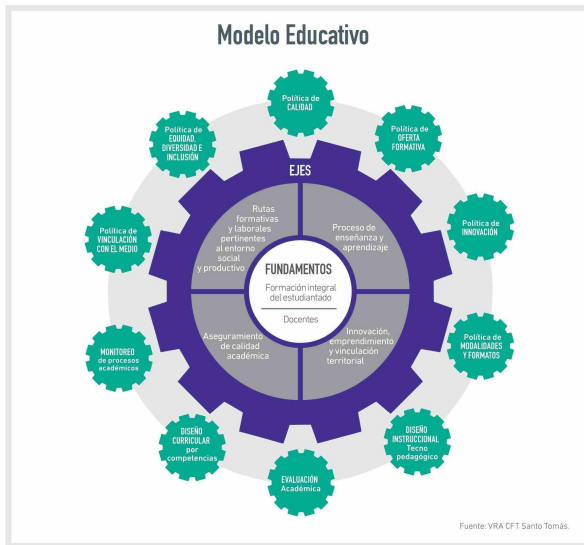 Modelo Educativo
Política de
CALIDAD
Política de
OFERTA
FORMATIVA
Política de
INNOVACIÓN
Política de
MODALIDADES
Y FORMATOS
DISEÑO
INSTRUCCIONAL
Tecno
pedagógico
EVALUACIÓN
Académica
DISEÑO
CURRICULAR
por
competencias
MONITOREO
de procesos
académicos
Política de
VINCULACIÓN
CON EL MEDIO
Política de
EQUIDAD,
DIVERSIDAD E
INCLUSIÓN
EJES
Rutas
formativas
y laborales
pertinentes
al entorno
social
y productivo
Proceso de
enseñanza y
aprendizaje
FUNDAMENTOS
Formación integral
del estudiantado
Docentes
Aseguramiento
de calidad
académica
Innovación,
emprendimiento
y vinculación
territorial
Fuente: VRA CFT Santo Tomás.